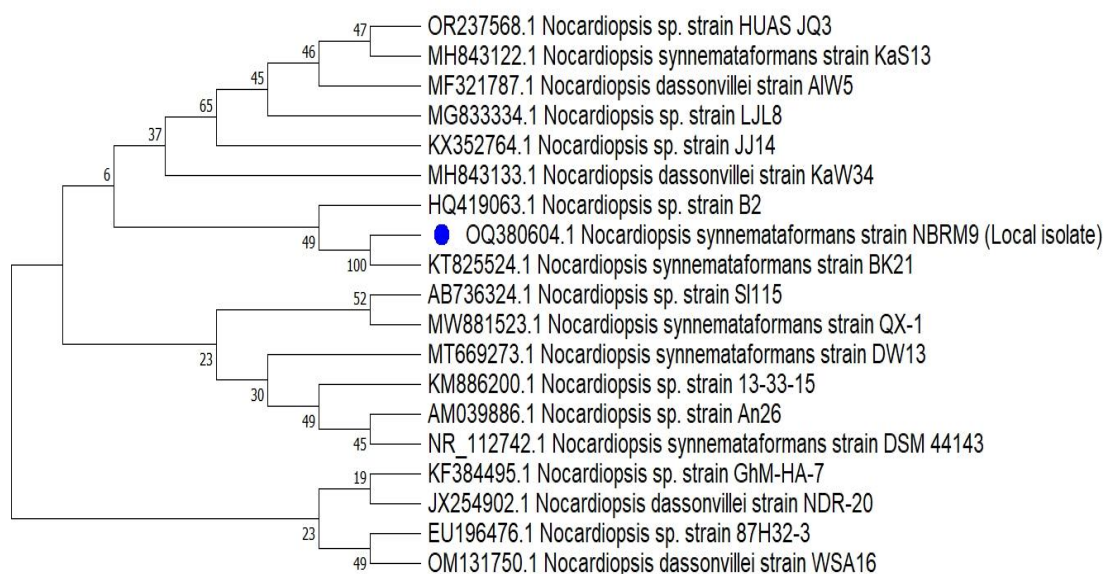 47
OR237568.1 Nocardiopsis sp. strain HUAS JQ3
46
MH843122.1 Nocardiopsis synnemataformans strain KaS13
45
MF321787.1 Nocardiopsis dassonvillei strain AIW5
65
MG833334.1 Nocardiopsis sp. strain LJL8
37
KX352764.1 Nocardiopsis sp. strain JJ14
6
MH843133.1 Nocardiopsis dassonvillei strain KaW34
HQ419063.1 Nocardiopsis sp. strain B2
49
OQ380604.1 Nocardiopsis synnemataformans strain NBRM9 (Local isolate)
100
KT825524.1 Nocardiopsis synnemataformans strain BK21
52
AB736324.1 Nocardiopsis sp. strain SI115
MW881523.1 Nocardiopsis synnemataformans strain QX-1
23
MT669273.1 Nocardiopsis synnemataformans strain DW13
30
KM886200.1 Nocardiopsis sp. strain 13-33-15
49
AM039886.1 Nocardiopsis sp. strain An26
45
NR_112742.1 Nocardiopsis synnemataformans strain DSM 44143
19
KF384495.1 Nocardiopsis sp. strain GhM-HA-7
JX254902.1 Nocardiopsis dassonvillei strain NDR-20
23
EU196476.1 Nocardiopsis sp. strain 87H32-3
49
OM131750.1 Nocardiopsis dassonvillei strain WSA16